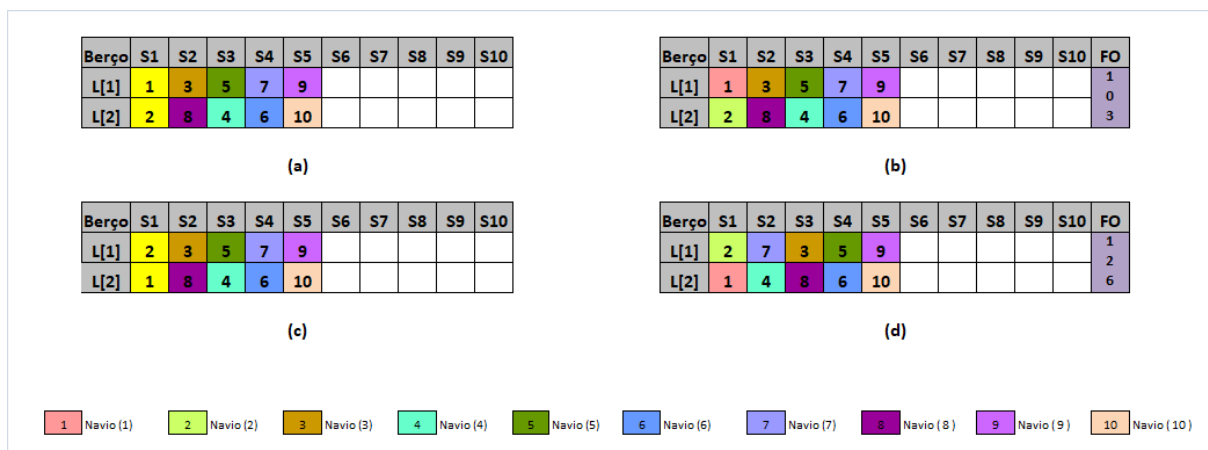 Berço S1 S2 S3 S4 S5 S6 S7 S8 S9 S10
L[1] 1 3 5 7 9
L[2] 2 8 4 6 10
(a)
Berço S1 S2 S3 S4 S5 S6 S7 S8 S9 S10 FO
L[1] 1 3 5 7 9
L[2] 2 8 4 6 10
1
0
3
(b)
Berço S1 S2 S3 S4 S5 S6 S7 S8 S9 S10
L[1] 2 3 5 7 9
L[2] 1 8 4 6 10
(c)
Berço S1 S2 S3 S4 S5 S6 S7 S8 S9 S10 FO
L[1] 2 7 3 5 9
L[2] 1 4 8 6 10
1
2
6
(d)
1 Navio (1) 2 Navio (2) 3 Navio (3) 4 Navio (4) 5 Navio (5) 6 Navio (6) 7 Navio (7) 8 Navio ( 8 ) 9 Navio ( 9 ) 10 Navio ( 10 )